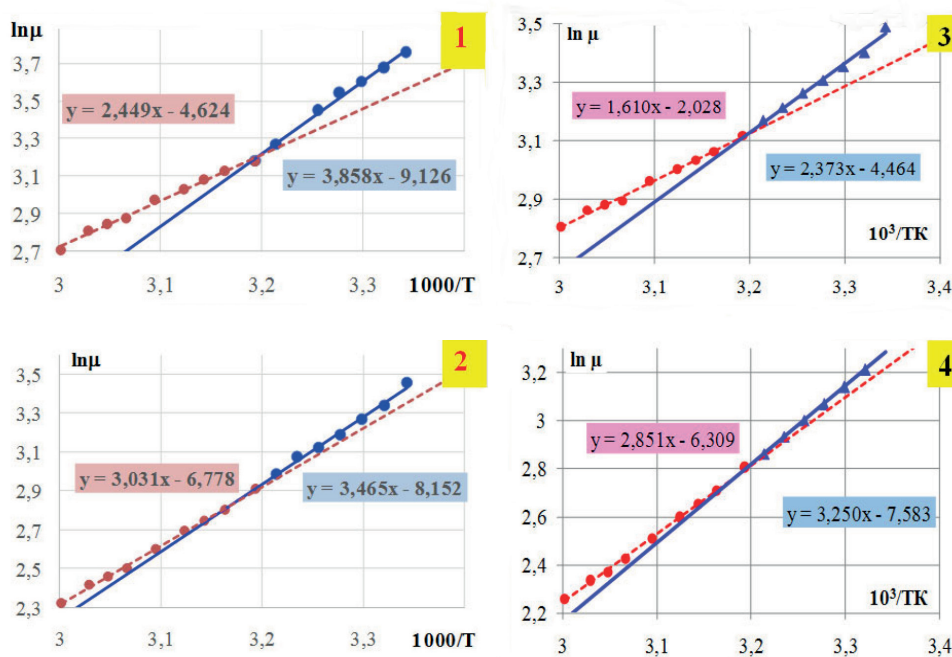 lnμ
1
3,7
3,5
3,3
3,1
2,9
2,7
y = 2,449x - 4,624
y = 3,858x - 9,126
3
3,1
3,2
3,3
1000/T
ln μ
3
3,5
3,3
3,1
2,9
2,7
y = 1,610x - 2,028
y = 2,373x - 4,464
10³/TK
3
3,1
3,2
3,3
3,4
lnμ
2
3,5
3,3
3,1
2,9
2,7
2,5
2,3
y = 3,031x - 6,778
y = 3,465x - 8,152
3
3,1
3,2
3,3
1000/T
ln μ
4
3,2
3
2,8
2,6
2,4
2,2
y = 2,851x - 6,309
y = 3,250x - 7,583
10³/TK
3
3,1
3,2
3,3
3,4